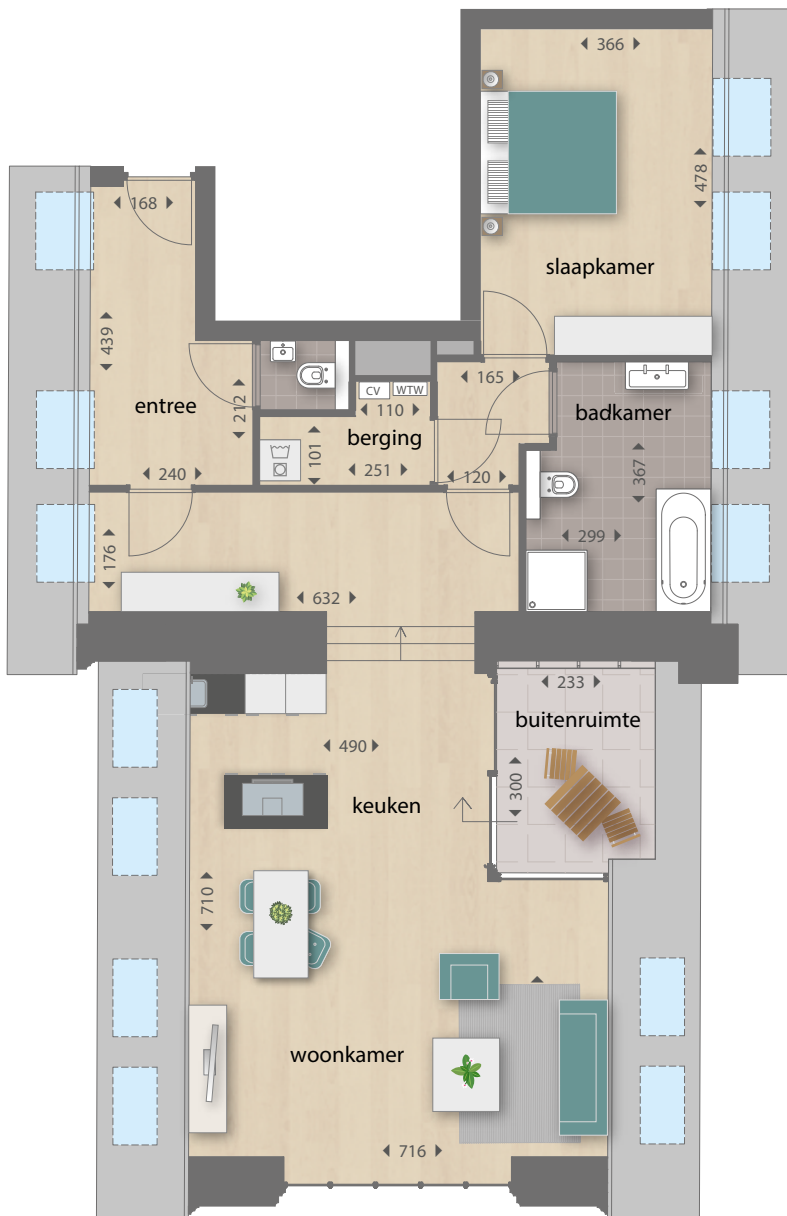 366
478
slaapkamer
168
439
entree
212
240
CV
WTW
110
berging
101
251
165
120
badkamer
367
299
176
632
233
buitenruimte
300
490
keuken
710
woonkamer
716